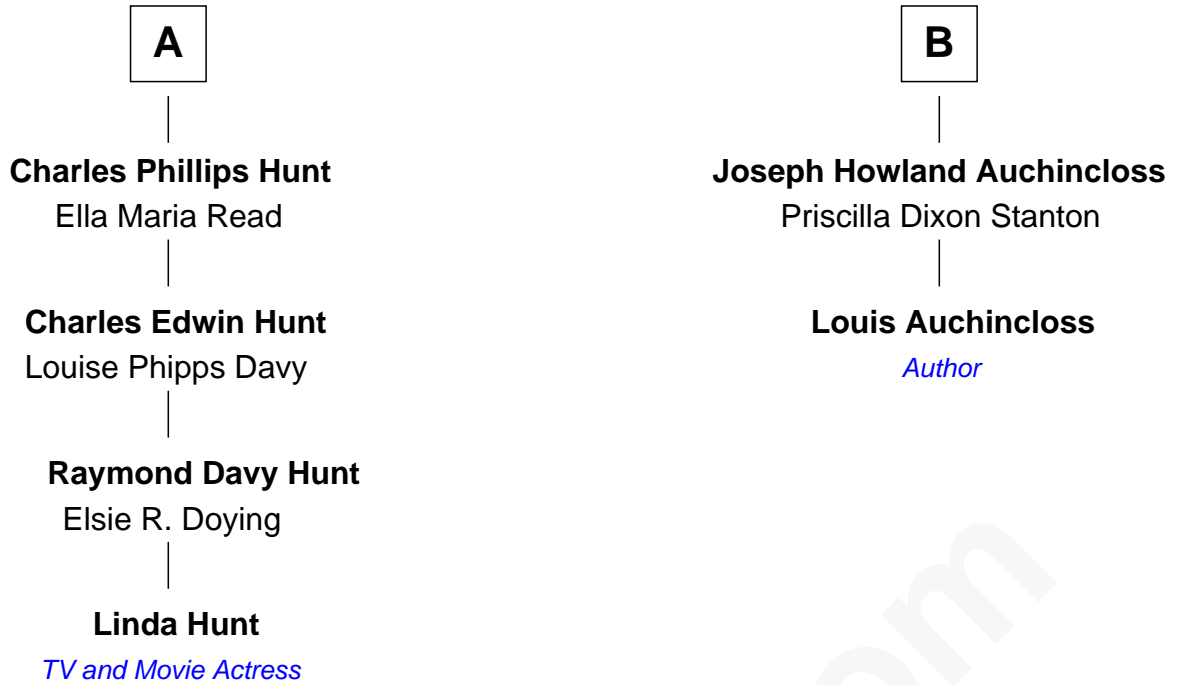 A
Charles Phillips Hunt
Ella Maria Read
Charles Edwin Hunt
Louise Phipps Davy
Raymond Davy Hunt
Elsie R. Doying
Linda Hunt
TV and Movie Actress
B
Joseph Howland Auchincloss
Priscilla Dixon Stanton
Louis Auchincloss
Author
om